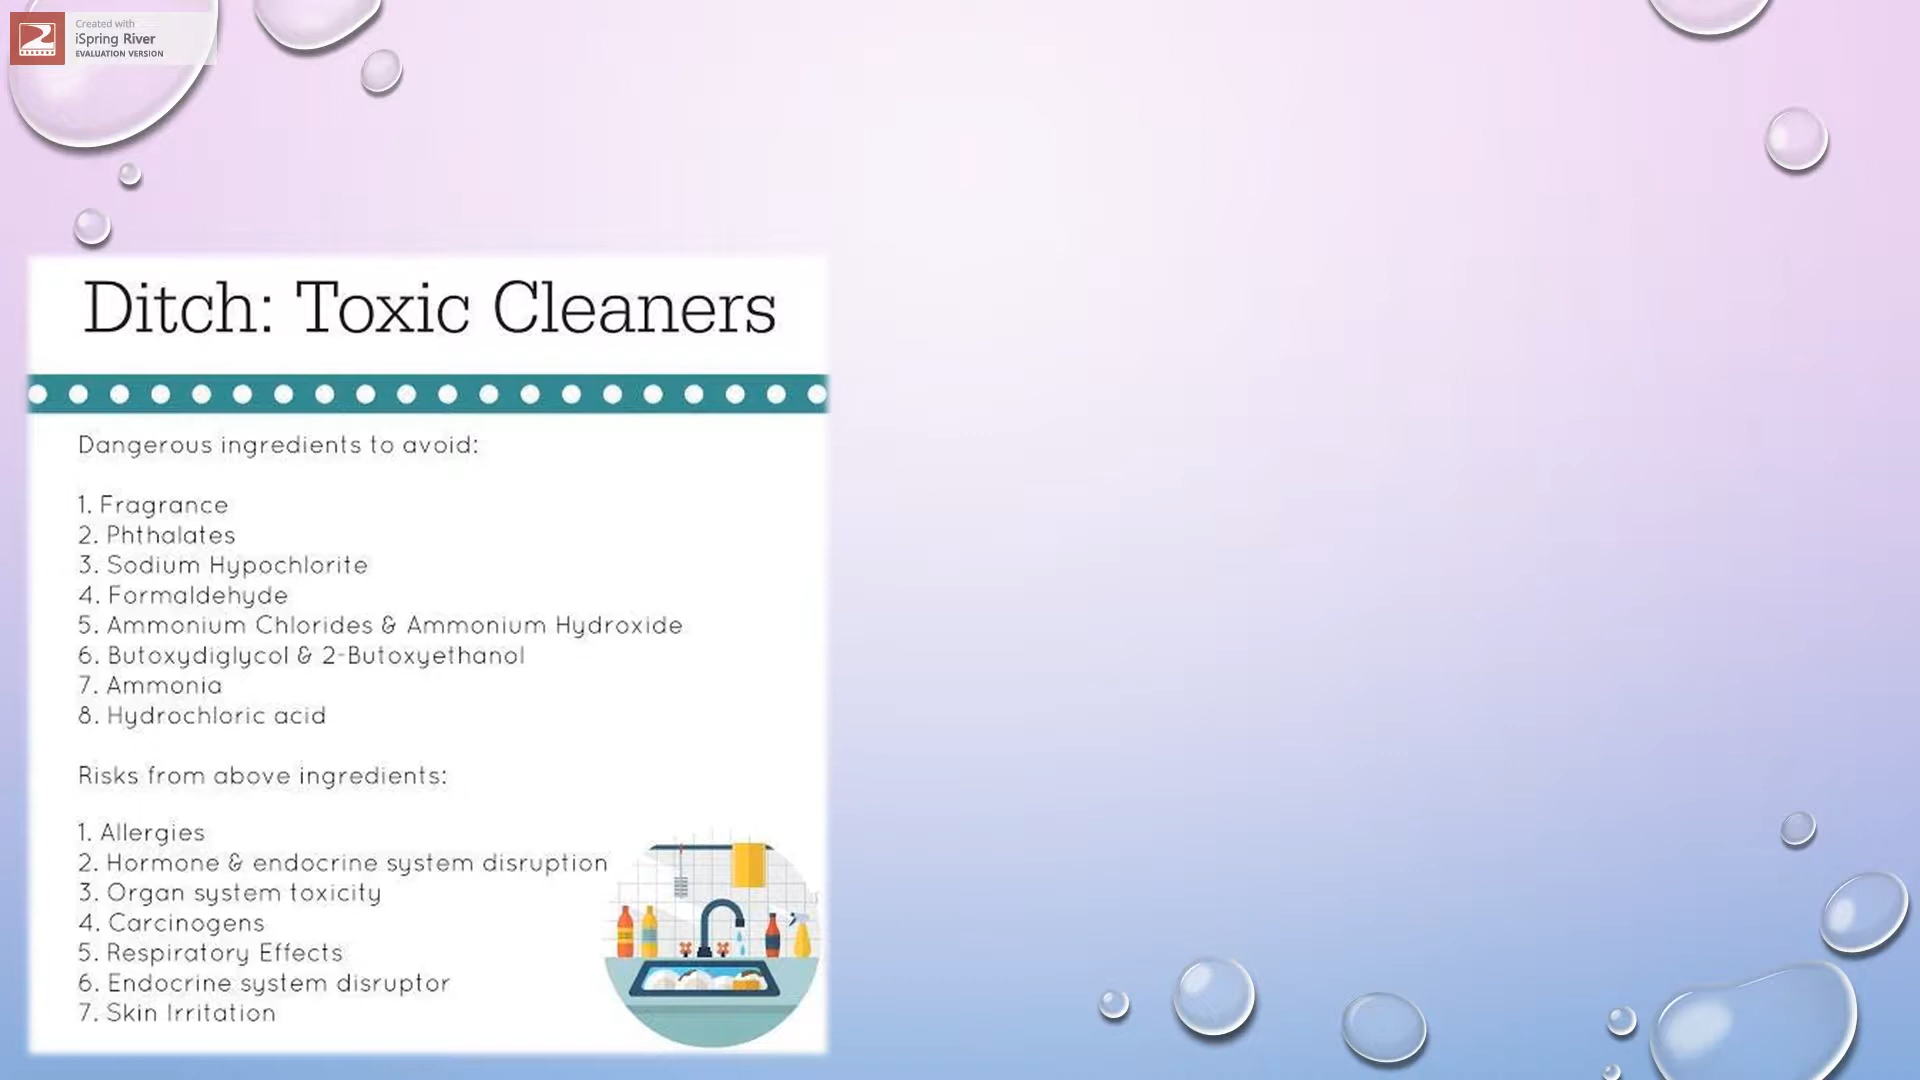 Created with
iSpring River
EVALUATION VERSION
Ditch: Toxic Cleaners
Dangerous ingredients to avoid:
1. Fragrance
2. Phthalates
3. Sodium Hypochlorite
4. Formaldehyde
5. Ammonium Chlorides & Ammonium Hydroxide
6. Butoxydiglycol & 2-Butoxyethanol
7. Ammonia
8. Hydrochloric acid
Risks from above ingredients:
1. Allergies
2. Hormone & endocrine system disruption
3. Organ system toxicity
4. Carcinogens
5. Respiratory Effects
6. Endocrine system disruptor
7. Skin Irritation